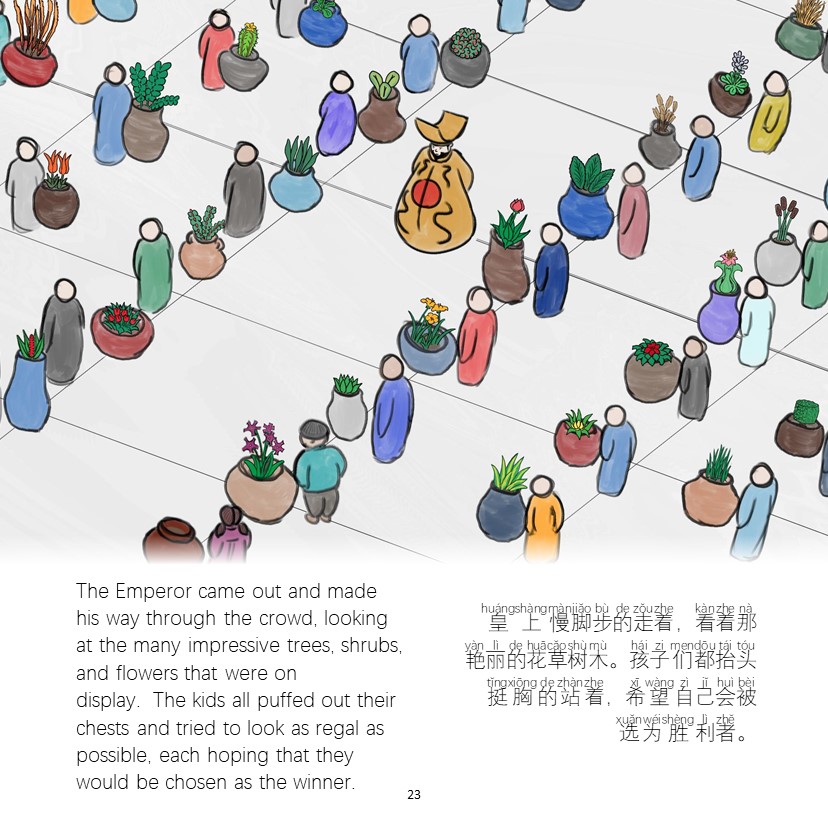 The Emperor came out and made
his way through the crowd, looking
at the many impressive trees, shrubs,
and flowers that were on
display.  The kids all puffed out their
chests and tried to look as regal as
possible, each hoping that they
would be chosen as the winner.
huángshàngmànjiǎo bù de zǒuzhe kànzhe nà
皇上慢脚步的走着，看着那
yàn lì de huācǎoshùmù hái zi mendōu tái tóu
艳丽的花草树木。孩子们都抬头
tǐngxiōng de zhànzhe xī wàng zì jǐ huì bèi
挺胸的站着，希望自己会被
xuǎnwéishèng lì zhě
选为胜利者。
23